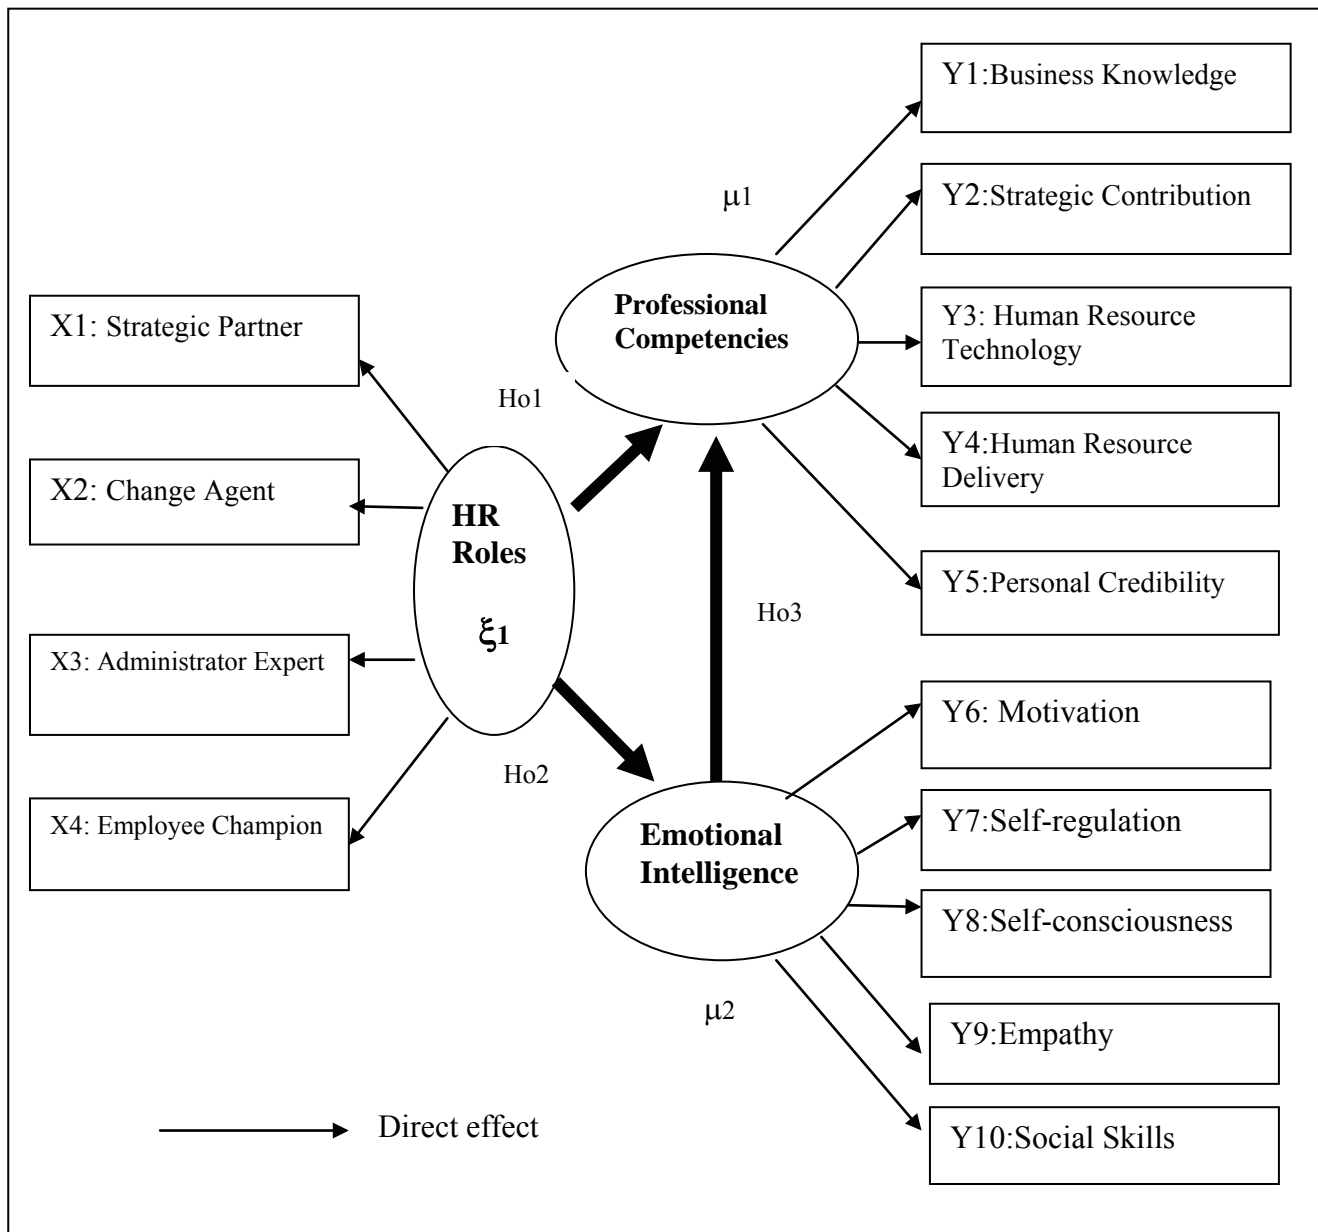 X1: Strategic Partner
X2: Change Agent
X3: Administrator Expert
X4: Employee Champion
HR
Roles
ξ1
Ho1
Ho2
Ho3
μ1
Professional
Competencies
Emotional
Intelligence
μ2
Y1:Business Knowledge
Y2:Strategic Contribution
Y3: Human Resource
Technology
Y4:Human Resource
Delivery
Y5:Personal Credibility
Y6: Motivation
Y7:Self-regulation
Y8:Self-consciousness
Y9:Empathy
Y10:Social Skills
Direct effect